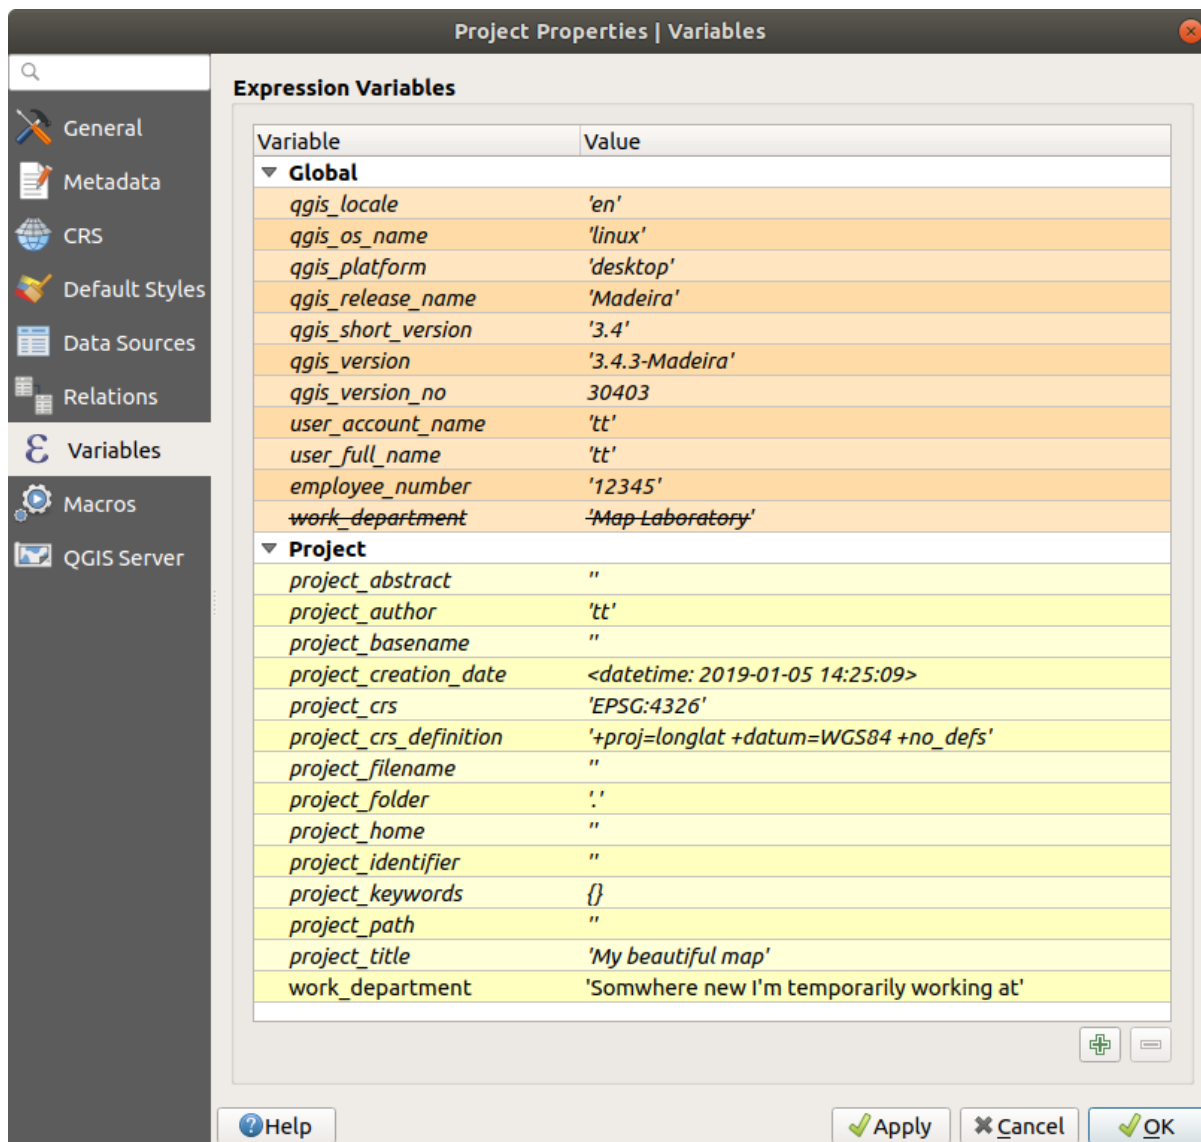 Project Properties | Variables
General
Metadata
CRS
Default Styles
Data Sources
Relations
Variables
Macros
QGIS Server
Expression Variables
Variable Value
Global
qgis_locale 'en'
qgis_os_name 'linux'
qgis_platform 'desktop'
qgis_release_name 'Madeira'
qgis_short_version '3.4'
qgis_version '3.4.3-Madeira'
qgis_version_no 30403
user_account_name 'tt'
user_full_name 'tt'
employee_number '12345'
work_department 'Map Laboratory'
Project
project_abstract ''
project_author 'tt'
project_basename ''
project_creation_date <datetime: 2019-01-05 14:25:09>
project_crs 'EPSG:4326'
project_crs_definition '+proj=longlat +datum=WGS84 +no_defs'
project_filename ''
project_folder '.'
project_home ''
project_identifier ''
project_keywords {}
project_path ''
project_title 'My beautiful map'
work_department 'Somwhere new I'm temporarily working at'
Help Apply Cancel OK